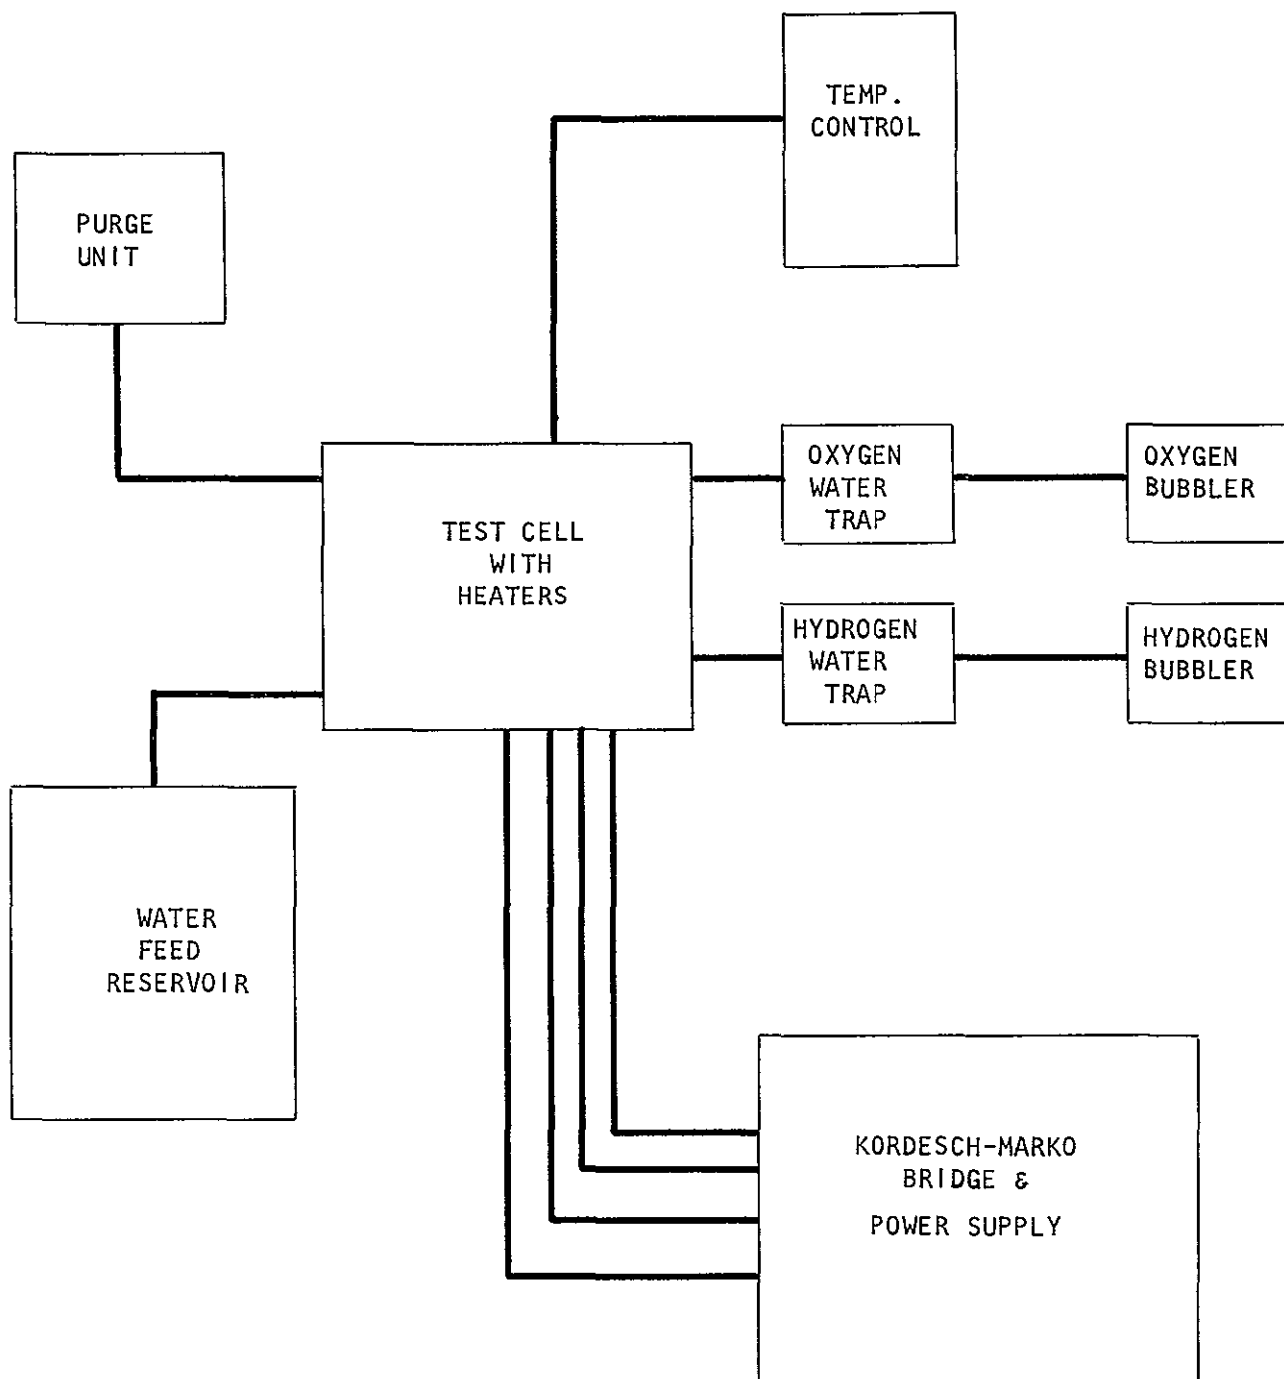 TEMP.
CONTROL
PURGE
UNIT
TEST CELL
WITH
HEATERS
OXYGEN
WATER
TRAP
OXYGEN
BUBBLER
HYDROGEN
WATER
TRAP
HYDROGEN
BUBBLER
WATER
FEED
RESERVOIR
KORDESCH-MARKO
BRIDGE &
POWER SUPPLY